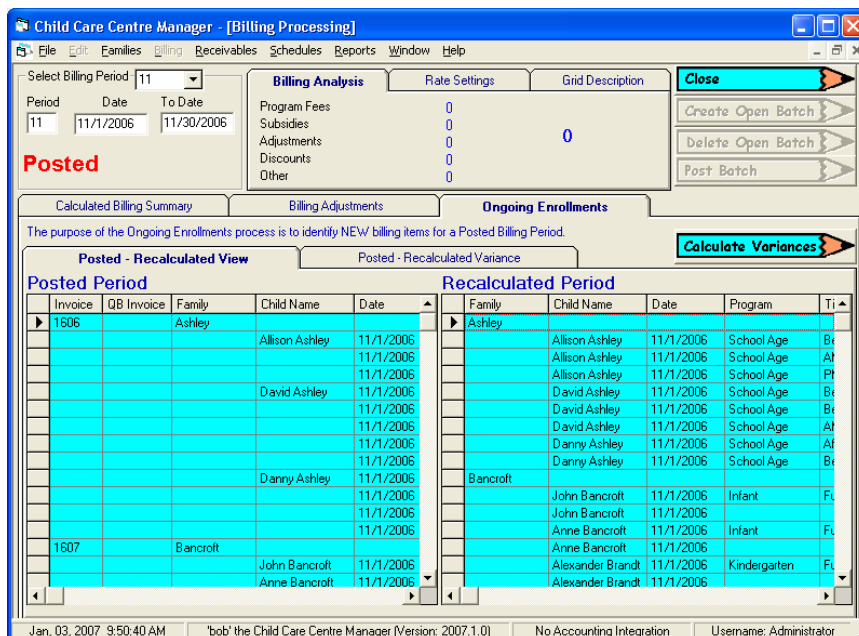 Child Care Centre Manager - [Billing Processing]
File Edit Families Billing Receivables Schedules Reports Window Help
Select Billing Period 11
Period Date To Date
11 11/1/2006 11/30/2006
Posted
Billing Analysis Rate Settings Grid Description
Program Fees 0
Subsidies 0
Adjustments 0 0
Discounts 0
Other 0
Close
Create Open Batch
Delete Open Batch
Post Batch
Calculated Billing Summary Billing Adjustments Ongoing Enrollments
The purpose of the Ongoing Enrollments process is to identify NEW billing items for a Posted Billing Period.
Calculate Variances
Posted - Recalculated View Posted - Recalculated Variance
Posted Period
Invoice QB Invoice Family Child Name Date
1606 Ashley
Allison Ashley 11/1/2006
11/1/2006
11/1/2006
David Ashley 11/1/2006
11/1/2006
11/1/2006
11/1/2006
11/1/2006
Danny Ashley 11/1/2006
11/1/2006
11/1/2006
11/1/2006
1607 Bancroft
John Bancroft 11/1/2006
Anne Bancroft 11/1/2006
Recalculated Period
Family Child Name Date Program Ti
Ashley
Allison Ashley 11/1/2006 School Age Be
Allison Ashley 11/1/2006 School Age
Allison Ashley 11/1/2006 School Age
David Ashley 11/1/2006 School Age Be
David Ashley 11/1/2006 School Age Be
David Ashley 11/1/2006 School Age
Danny Ashley 11/1/2006 School Age Af
Danny Ashley 11/1/2006 School Age Be
Bancroft
John Bancroft 11/1/2006 Infant Fu
John Bancroft 11/1/2006
Anne Bancroft 11/1/2006 Infant Fu
Anne Bancroft 11/1/2006
Alexander Brandt 11/1/2006 Kindergarten Fu
Alexander Brandt 11/1/2006
Jan, 03, 2007 9:50:40 AM 'bob' the Child Care Centre Manager (Version: 2007.1.0) No Accounting Integration Username: Administrator